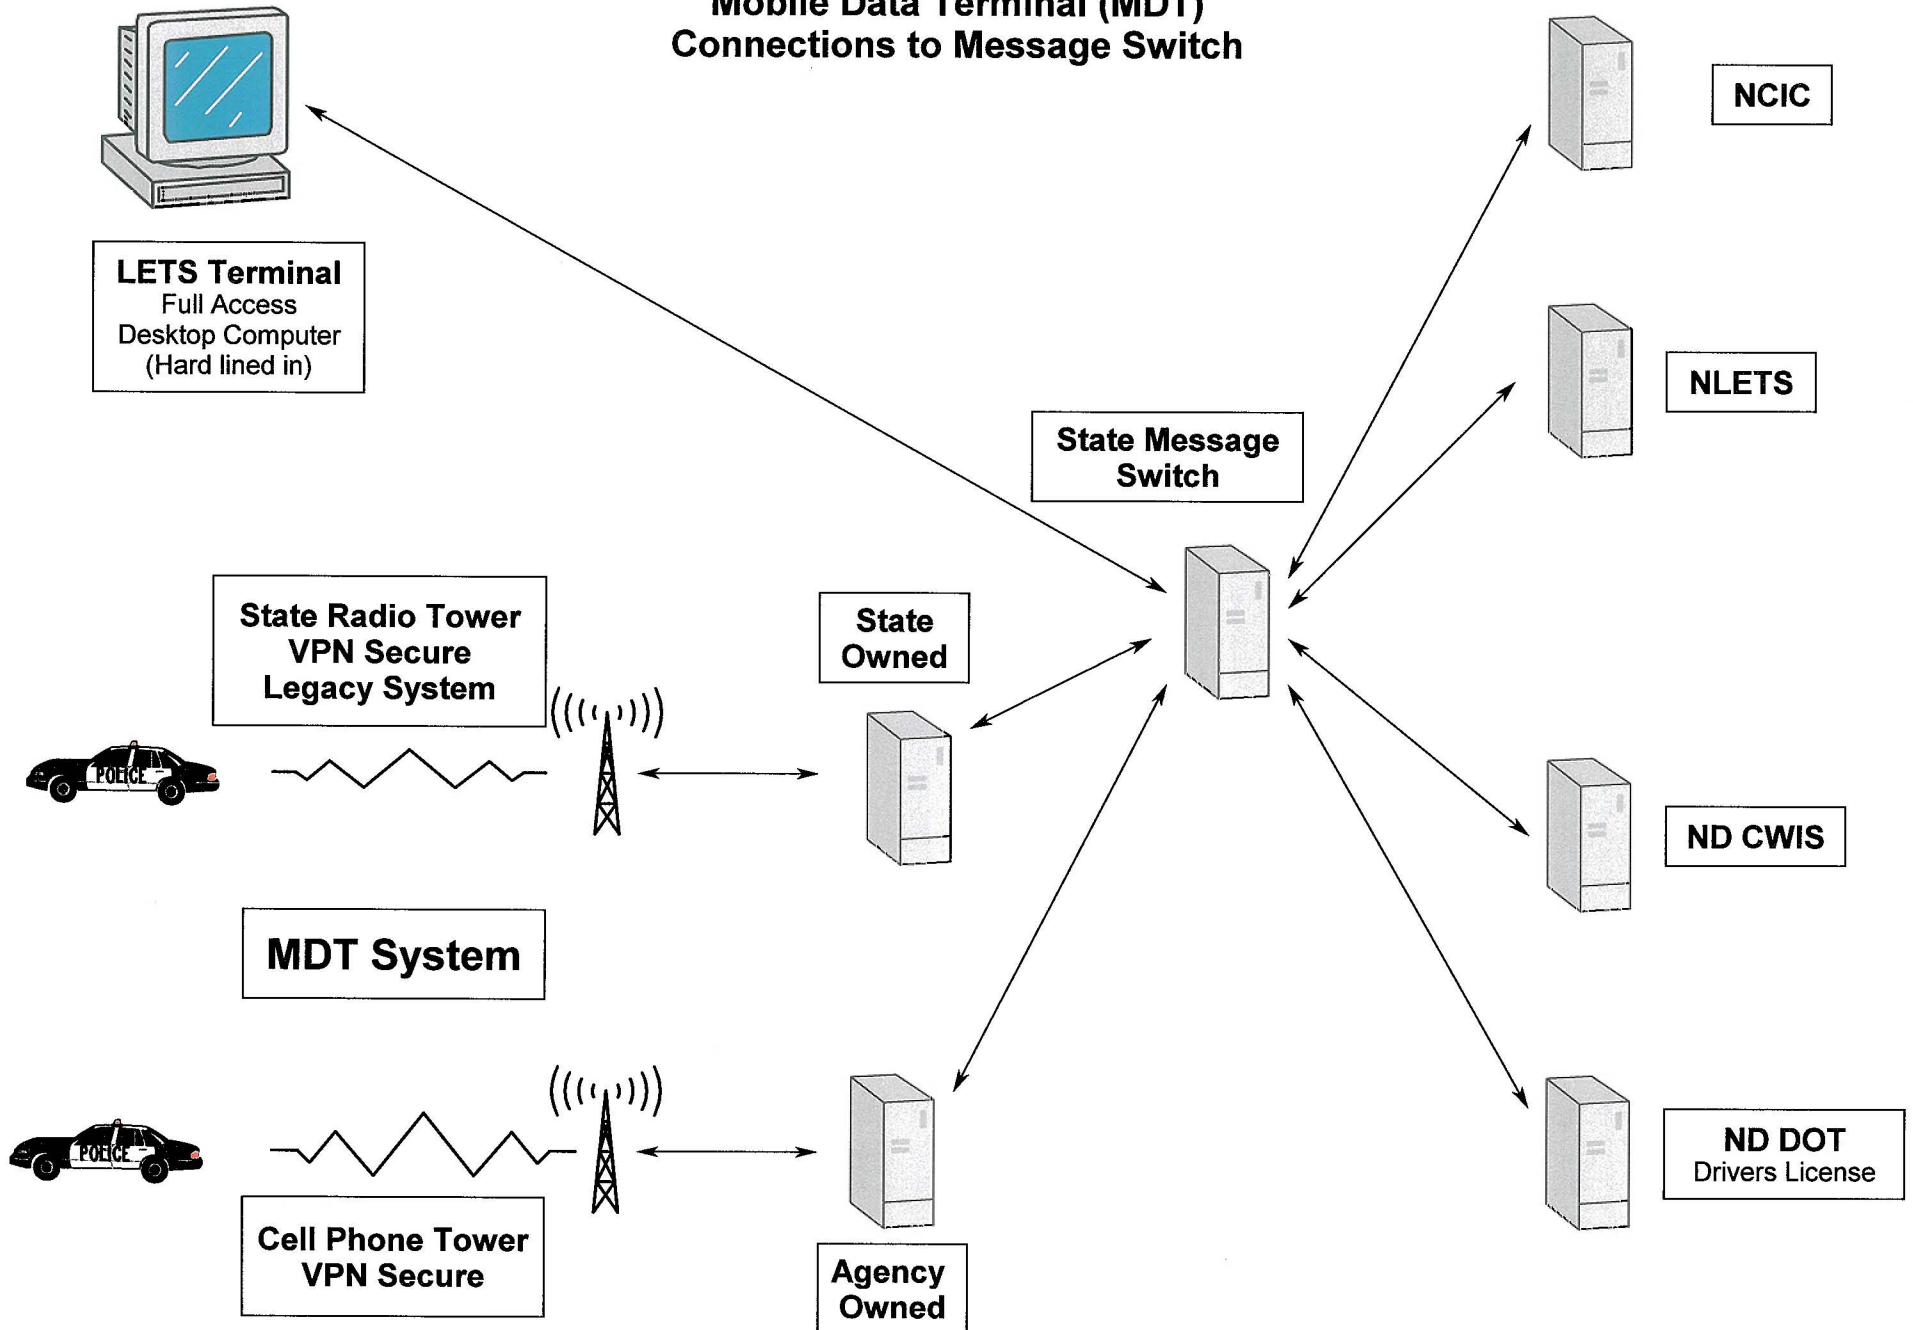 Mobile Data Terminal (MDT)
Connections to Message Switch
NCIC
LETS Terminal
Full Access
Desktop Computer
(Hard lined in)
NLETS
State Message
Switch
State Radio Tower
VPN Secure
Legacy System
State
Owned
POLICE
ND CWIS
MDT System
POLICE
ND DOT
Drivers License
Cell Phone Tower
VPN Secure
Agency
Owned